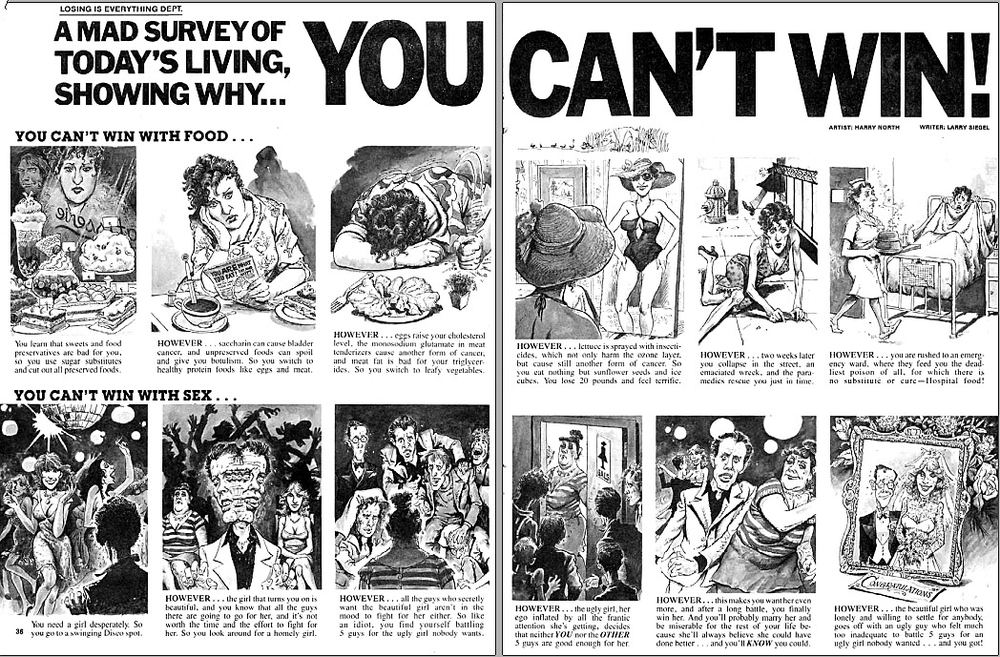 LOSING IS EVERYTHING DEPT.
A MAD SURVEY OF
TODAY'S LIVING,
SHOWING WHY...
YOU
CAN'T WIN!
ARTIST: HARRY NORTH WRITER: LARRY SIEGEL
YOU CAN'T WIN WITH FOOD . . .
YOU ARE WHAT YOU EAT
You learn that sweets and food
preservatives are bad for you,
so you use sugar substitutes
and cut out all preserved foods.
HOWEVER . . . saccharin can cause bladder
cancer, and unpreserved foods can spoil
and give you botulism. So you switch to
healthy protein foods like eggs and meat.
HOWEVER . . . eggs raise your cholesterol
level, the monosodium glutamate in meat
tenderizers cause another form of cancer,
and meat fat is bad for your triglycer-
ides. So you switch to leafy vegetables.
HOWEVER . . . lettuce is sprayed with insecti-
cides, which not only harm the ozone layer,
but cause still another form of cancer. So
you eat nothing but sunflower seeds and ice
cubes. You lose 20 pounds and feel terrific.
HOWEVER . . . two weeks later
you collapse in the street, an
emaciated wreck, and the para-
medics rescue you just in time.
HOWEVER . . . you are rushed to an emerg-
ency ward, where they feed you the dead-
liest poison of all, for which there is
no substitute or cure—Hospital food!
YOU CAN'T WIN WITH SEX . . .
You need a girl desperately. So
you go to a swinging Disco spot.
HOWEVER . . . the girl that turns you on is
beautiful, and you know that all the guys
there are going to go for her, and it's not
worth the time and the effort to fight for
her. So you look around for a homely girl.
HOWEVER . . . all the guys who secretly
want the beautiful girl aren't in the
mood to fight for her either. So like
an idiot, you find yourself battling
5 guys for the ugly girl nobody wants.
HOWEVER . . . the ugly girl, her
ego inflated by all the frantic
attention she's getting, decides
that neither YOU nor the OTHER
5 guys are good enough for her.
HOWEVER . . . this makes you want her even
more, and after a long battle, you finally
win her. And you'll probably marry her and
be miserable for the rest of your life be-
cause she'll always believe she could have
done better . . . and you'll KNOW you could.
CONGRATULATIONS
HOWEVER . . . the beautiful girl who was
lonely and willing to settle for anybody,
goes off with an ugly guy who felt much
too inadequate to battle 5 guys for an
ugly girl nobody wanted . . . and you got!
36